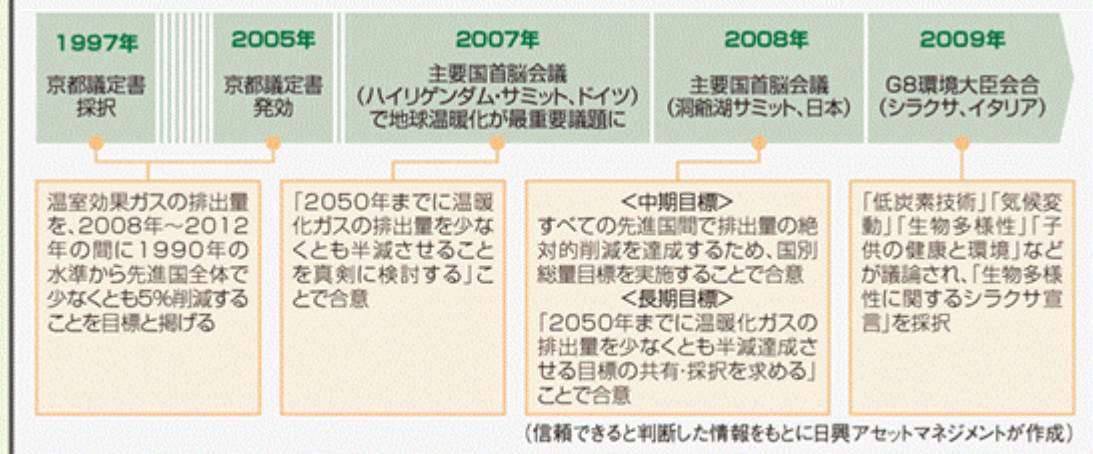 1997年
京都議定書
採択
2005年
京都議定書
発効
2007年
主要国首脳会議
(ハイリゲンダム・サミット、ドイツ)
で地球温暖化が最重要議題に
2008年
主要国首脳会議
(洞爺湖サミット、日本)
2009年
G8環境大臣会合
(シラクサ、イタリア)
温室効果ガスの排出量
を、2008年～2012
年の間に1990年の
水準から先進国全体で
少なくとも5%削減する
ことを目標と掲げる
「2050年までに温暖
化ガスの排出量を少な
くとも半減させること
を真剣に検討する」こ
とで合意
<中期目標>
すべての先進国間で排出量の絶
対的削減を達成するため、国別
総量目標を実施することで合意
<長期目標>
「2050年までに温暖化ガスの
排出量を少なくとも半減達成さ
せる目標の共有・採択を求める」
ことで合意
「低炭素技術」「気候変
動」「生物多様性」「子
供の健康と環境」など
が議論され、「生物多様
性に関するシラクサ宣
言」を採択
(信頼できると判断した情報をもとに日興アセットマネジメントが作成)